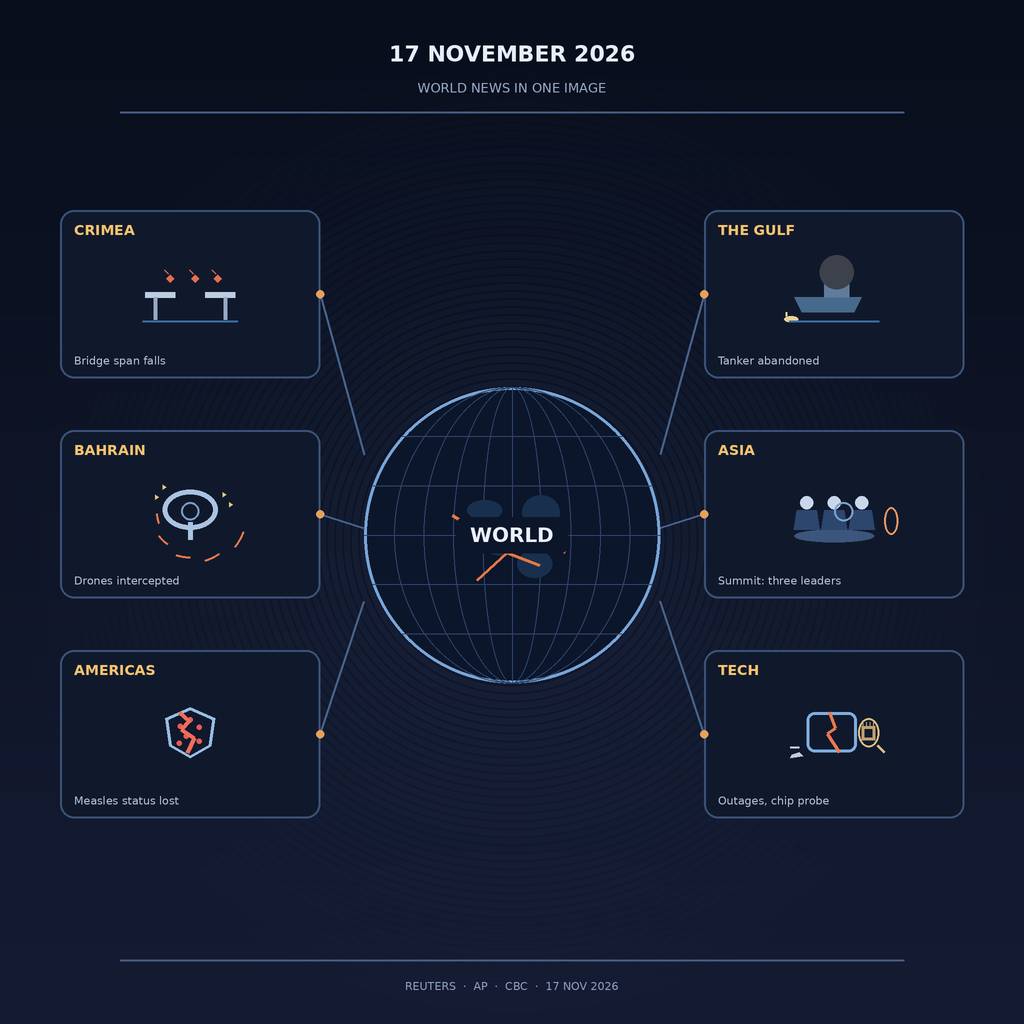 17 NOVEMBER 2026
WORLD NEWS IN ONE IMAGE
CRIMEA
Bridge span falls
THE GULF
Tanker abandoned
BAHRAIN
Drones intercepted
WORLD
ASIA
Summit: three leaders
AMERICAS
Measles status lost
TECH
Outages, chip probe
REUTERS · AP · CBC · 17 NOV 2026